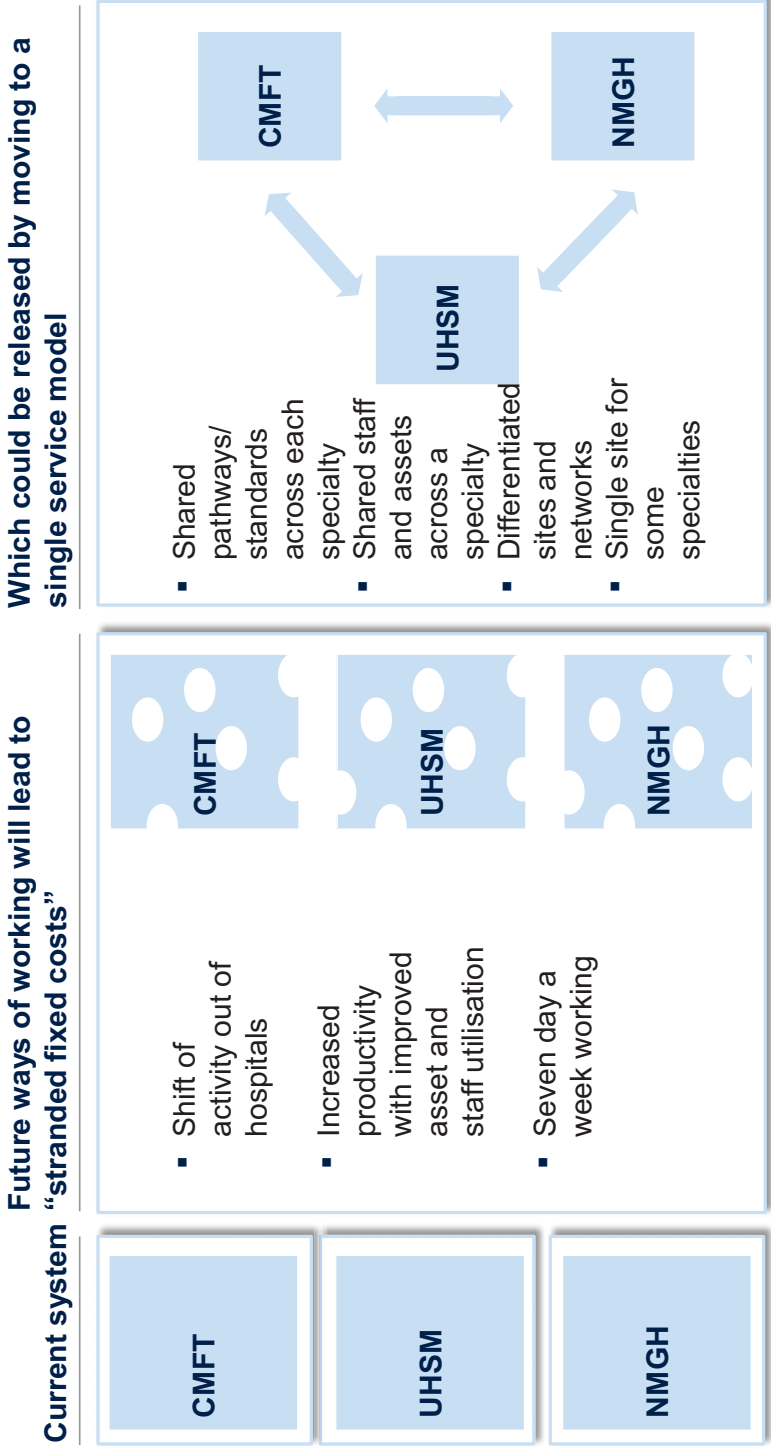 Current system
CMFT
UHSM
NMGH
Future ways of working will lead to
“stranded fixed costs”
▪ Shift of
activity out of
hospitals
▪ Increased
productivity
with improved
asset and
staff utilisation
▪ Seven day a
week working
CMFT
UHSM
NMGH
Which could be released by moving to a
single service model
▪ Shared
pathways/
standards
across each
specialty
▪ Shared staff
and assets
across a
specialty
▪ Differentiated
sites and
networks
▪ Single site for
some
specialties
UHSM
CMFT
NMGH